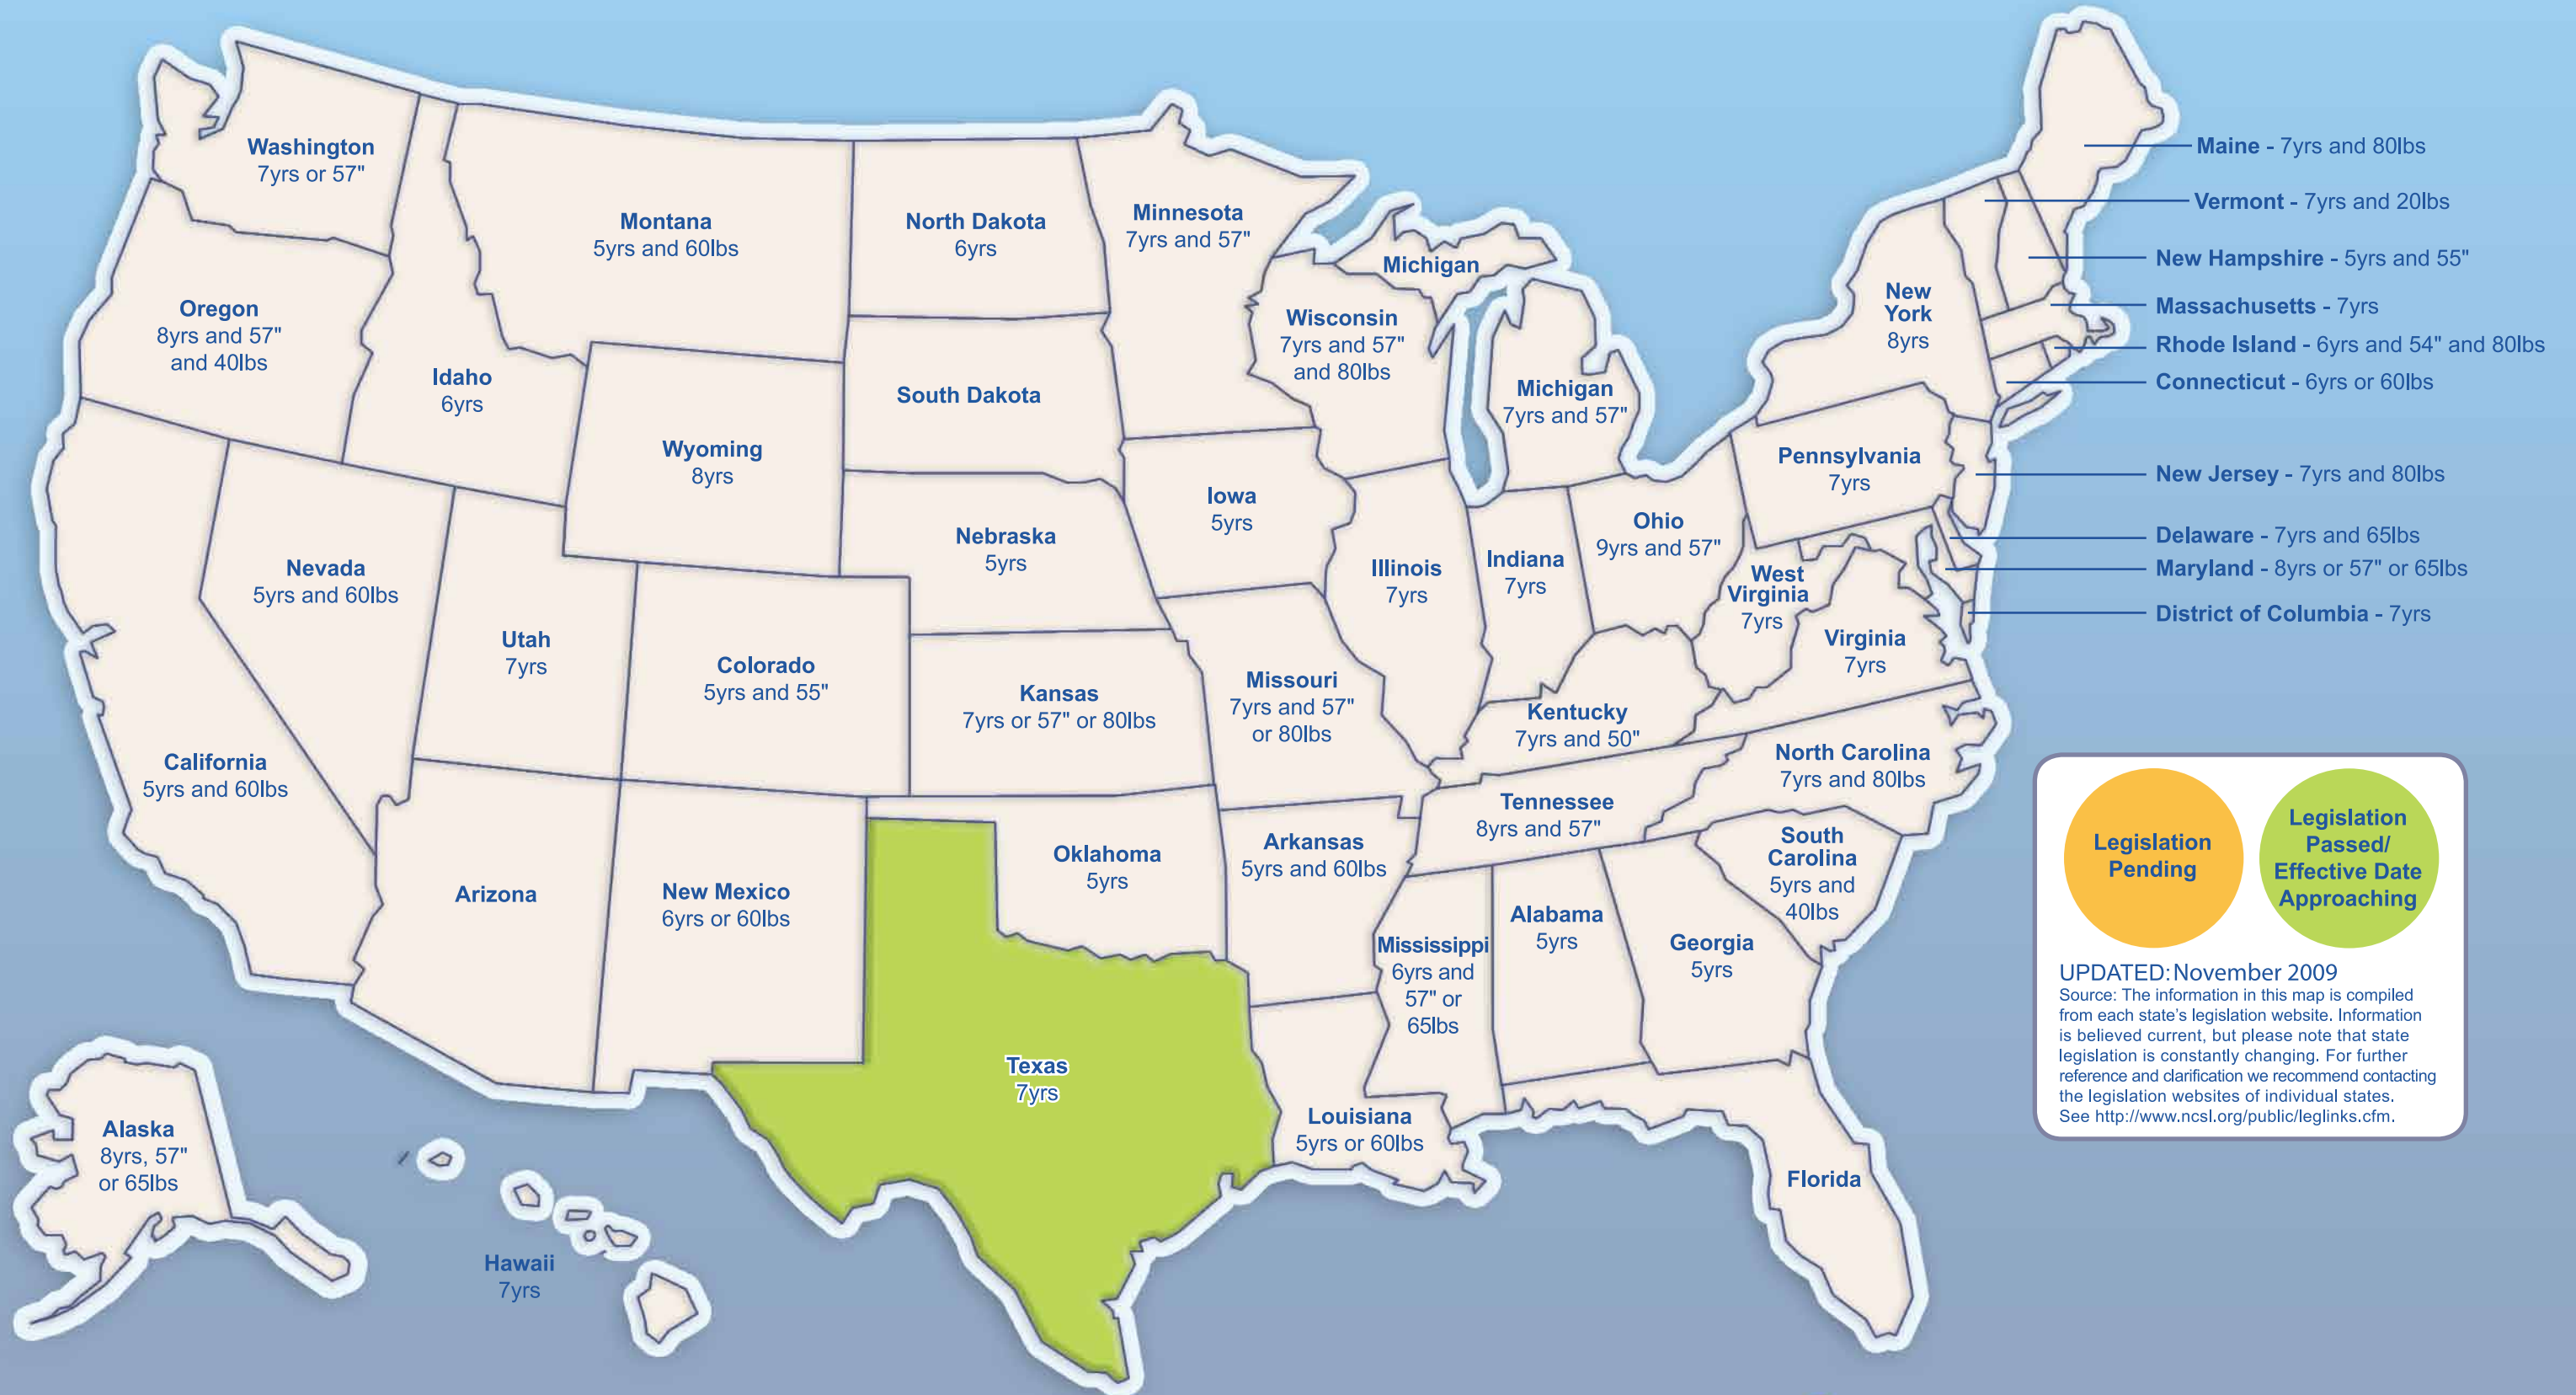 Washington
7yrs or 57"
Oregon
8yrs and 57"
and 40lbs
Idaho
6yrs
Montana
5yrs and 60lbs
North Dakota
6yrs
Minnesota
7yrs and 57"
Michigan
Wisconsin
7yrs and 57"
and 80lbs
Michigan
7yrs and 57"
South Dakota
Wyoming
8yrs
Nebraska
5yrs
Iowa
5yrs
Nevada
5yrs and 60lbs
Utah
7yrs
Colorado
5yrs and 55"
Kansas
7yrs or 57" or 80lbs
Missouri
7yrs and 57"
or 80lbs
Illinois
7yrs
Indiana
7yrs
Ohio
9yrs and 57"
Pennsylvania
7yrs
New
York
8yrs
West
Virginia
7yrs
Virginia
7yrs
Kentucky
7yrs and 50"
North Carolina
7yrs and 80lbs
Tennessee
8yrs and 57"
South
Carolina
5yrs and
40lbs
California
5yrs and 60lbs
Arizona
New Mexico
6yrs or 60lbs
Oklahoma
5yrs
Arkansas
5yrs and 60lbs
Mississippi
6yrs and
57" or
65lbs
Alabama
5yrs
Georgia
5yrs
Texas
7yrs
Louisiana
5yrs or 60lbs
Florida
Alaska
8yrs, 57"
or 65lbs
Hawaii
7yrs
Maine - 7yrs and 80lbs
Vermont - 7yrs and 20lbs
New Hampshire - 5yrs and 55"
Massachusetts - 7yrs
Rhode Island - 6yrs and 54" and 80lbs
Connecticut - 6yrs or 60lbs
New Jersey - 7yrs and 80lbs
Delaware - 7yrs and 65lbs
Maryland - 8yrs or 57" or 65lbs
District of Columbia - 7yrs
Legislation
Pending
Legislation
Passed/
Effective Date
Approaching
UPDATED: November 2009
Source: The information in this map is compiled
from each state's legislation website. Information
is believed current, but please note that state
legislation is constantly changing. For further
reference and clarification we recommend contacting
the legislation websites of individual states.
See http://www.ncsl.org/public/leglinks.cfm.